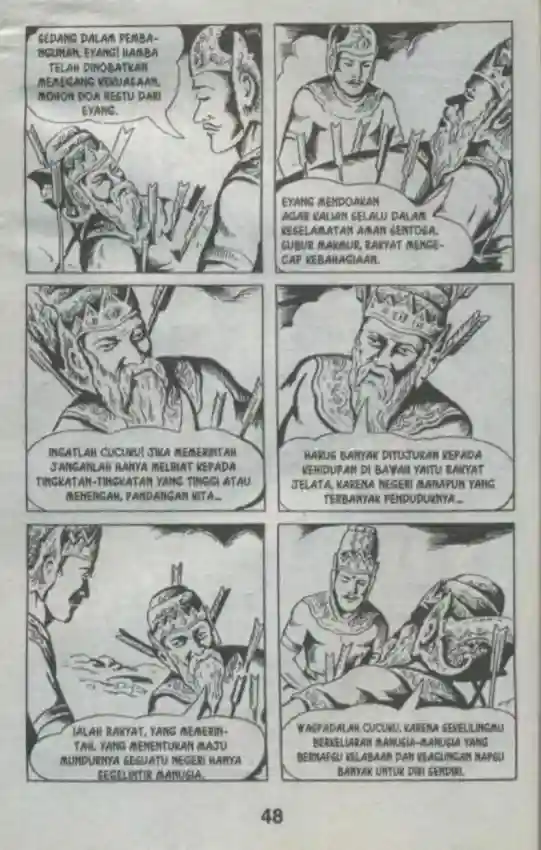 SEDANG DALAM PEMBA-
NGUNAN, EYANG! HAMBA
TELAH DINOBATKAN
MEMEGANG KEKUASAAN,
MOHON DOA RESTU DARI
EYANG.
EYANG MENDOAKAN
AGAR KALIAN SELALU DALAM
KESELAMATAN AMAN SENTOSA,
SUBUR MAKMUR, RAKYAT MENGE-
CAP KEBAHAGIAAN.
INGATLAH CUCUKU! JIKA MEMERINTAH
JANGANLAH HANYA MELIHAT KEPADA
TINGKATAN-TINGKATAN YANG TINGGI ATAU
MENENGAH, PANDANGAN KITA...
HARUS BANYAK DITUJUKAN KEPADA
KEHIDUPAN DI BAWAH YAITU RAKYAT
JELATA, KARENA NEGERI MANAPUN YANG
TERBANYAK PENDUDUKNYA...
IALAH RAKYAT, YANG MEMERIN-
TAH, YANG MENENTUKAN MAJU
MUNDURNYA SESUATU NEGERI HANYA
SEGELINTIR MANUSIA.
WASPADALAH CUCUKU, KARENA SEKELILINGMU
BERKELIARAN MANUSIA-MANUSIA YANG
BERNAFSU KELABAAN DAN KEAGUNGAN NAFSU
BANYAK UNTUK DIRI SENDIRI.
48